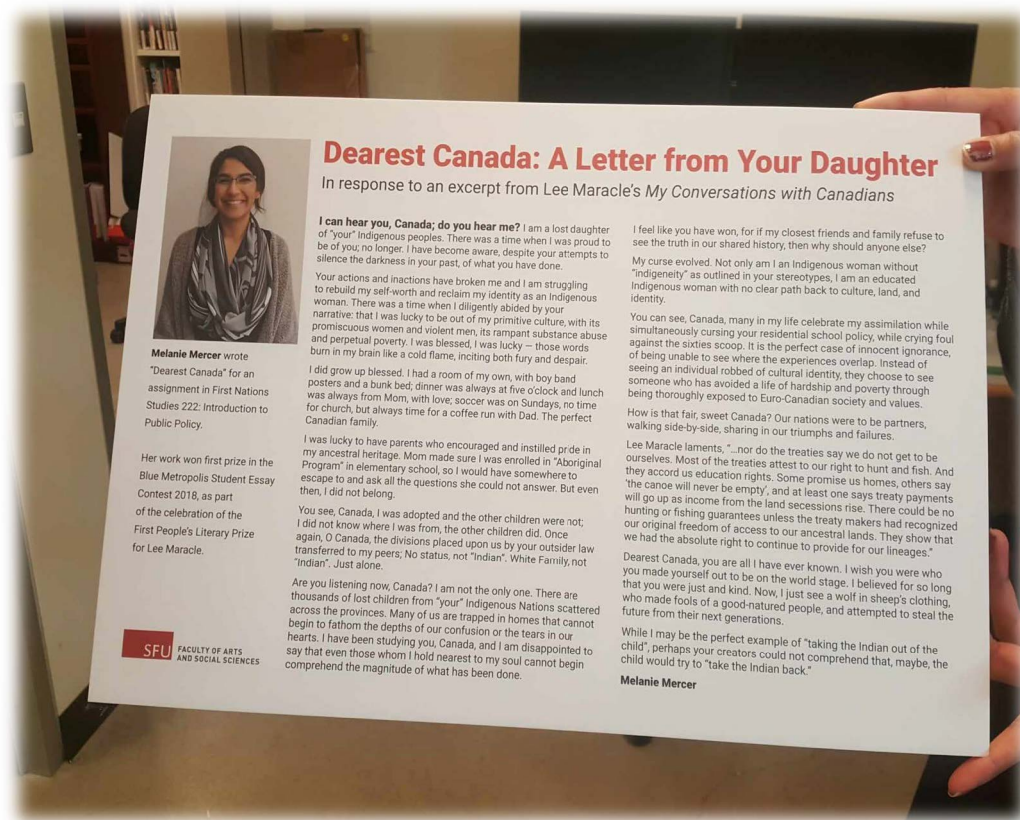 Dearest Canada: A Letter from Your Daughter
In response to an excerpt from Lee Maracle's My Conversations with Canadians
Melanie Mercer wrote
"Dearest Canada" for an
assignment in First Nations
Studies 222: Introduction to
Public Policy.
Her work won first prize in the
Blue Metropolis Student Essay
Contest 2018, as part
of the celebration of the
First People's Literary Prize
for Lee Maracle.
SFU FACULTY OF ARTS
AND SOCIAL SCIENCES
I can hear you, Canada; do you hear me? I am a lost daughter
of "your" Indigenous peoples. There was a time when I was proud to
be of you; no longer. I have become aware, despite your attempts to
silence the darkness in your past, of what you have done.
Your actions and inactions have broken me and I am struggling
to rebuild my self-worth and reclaim my identity as an Indigenous
woman. There was a time when I diligently abided by your
narrative: that I was lucky to be out of my primitive culture, with its
promiscuous women and violent men, its rampant substance abuse
and perpetual poverty. I was blessed, I was lucky – those words
burn in my brain like a cold flame, inciting both fury and despair.
I did grow up blessed. I had a room of my own, with boy band
posters and a bunk bed; dinner was always at five o'clock and lunch
was always from Mom, with love; soccer was on Sundays, no time
for church, but always time for a coffee run with Dad. The perfect
Canadian family.
I was lucky to have parents who encouraged and instilled pride in
my ancestral heritage. Mom made sure I was enrolled in "Aboriginal
Program" in elementary school, so I would have somewhere to
escape to and ask all the questions she could not answer. But even
then, I did not belong.
You see, Canada, I was adopted and the other children were not;
I did not know where I was from, the other children did. Once
again, O Canada, the divisions placed upon us by your outsider law
transferred to my peers; No status, not "Indian". White Family, not
"Indian". Just alone.
Are you listening now, Canada? I am not the only one. There are
thousands of lost children from "your" Indigenous Nations scattered
across the provinces. Many of us are trapped in homes that cannot
begin to fathom the depths of our confusion or the tears in our
hearts. I have been studying you, Canada, and I am disappointed to
say that even those whom I hold nearest to my soul cannot begin
comprehend the magnitude of what has been done.
I feel like you have won, for if my closest friends and family refuse to
see the truth in our shared history, then why should anyone else?
My curse evolved. Not only am I an Indigenous woman without
"indigeneity" as outlined in your stereotypes, I am an educated
Indigenous woman with no clear path back to culture, land, and
identity.
You can see, Canada, many in my life celebrate my assimilation while
simultaneously cursing your residential school policy, while crying foul
against the sixties scoop. It is the perfect case of innocent ignorance,
of being unable to see where the experiences overlap. Instead of
seeing an individual robbed of cultural identity, they choose to see
someone who has avoided a life of hardship and poverty through
being thoroughly exposed to Euro-Canadian society and values.
How is that fair, sweet Canada? Our nations were to be partners,
walking side-by-side, sharing in our triumphs and failures.
Lee Maracle laments, "...nor do the treaties say we do not get to be
ourselves. Most of the treaties attest to our right to hunt and fish. And
they accord us education rights. Some promise us homes, others say
'the canoe will never be empty', and at least one says treaty payments
will go up as income from the land secessions rise. There could be no
hunting or fishing guarantees unless the treaty makers had recognized
our original freedom of access to our ancestral lands. They show that
we had the absolute right to continue to provide for our lineages."
Dearest Canada, you are all I have ever known. I wish you were who
you made yourself out to be on the world stage. I believed for so long
that you were just and kind. Now, I just see a wolf in sheep's clothing,
who made fools of a good-natured people, and attempted to steal the
future from their next generations.
While I may be the perfect example of "taking the Indian out of the
child", perhaps your creators could not comprehend that, maybe, the
child would try to "take the Indian back."
Melanie Mercer